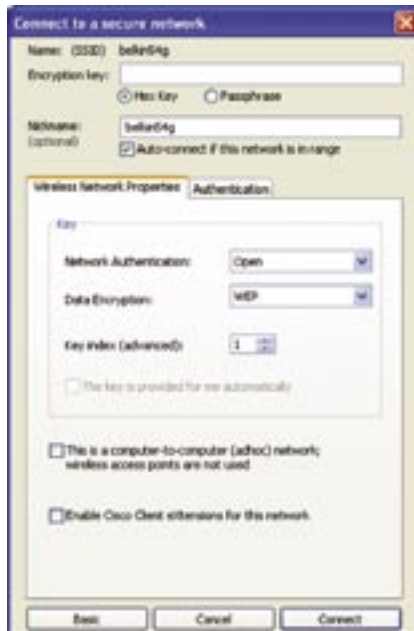 Connect to a secure network
Name: (SSID) belkin54g
Encryption key:
Hex Key Passphrase
Nickname: belkin54g
(optional)
Auto-connect if this network is in range
Wireless Network Properties Authentication
Key
Network Authentication: Open
Data Encryption: WEP
Key index (advanced): 1
The key is provided for me automatically
This is a computer-to-computer (adhoc) network;
wireless access points are not used
Enable Cisco Client extensions for this network
Basic Cancel Connect